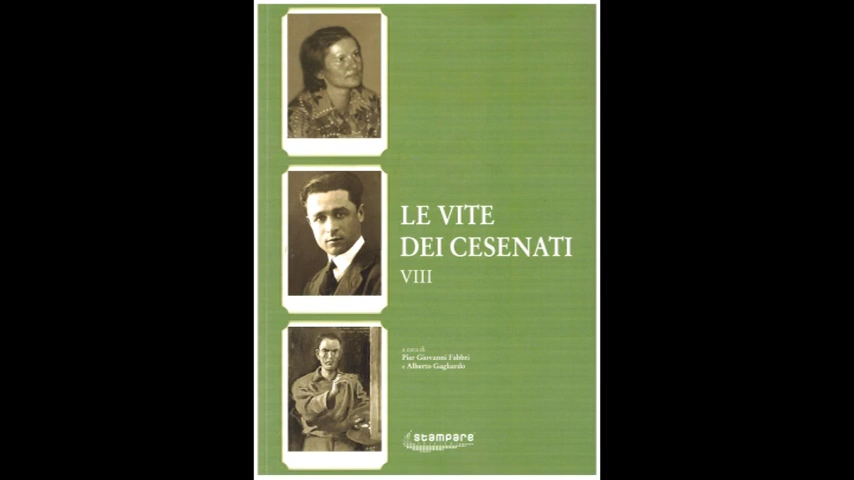 LE VITE
DEI CESENATI
VIII
a cura di
Pier Giovanni Fabbri
e Alberto Gagliardo
stampare